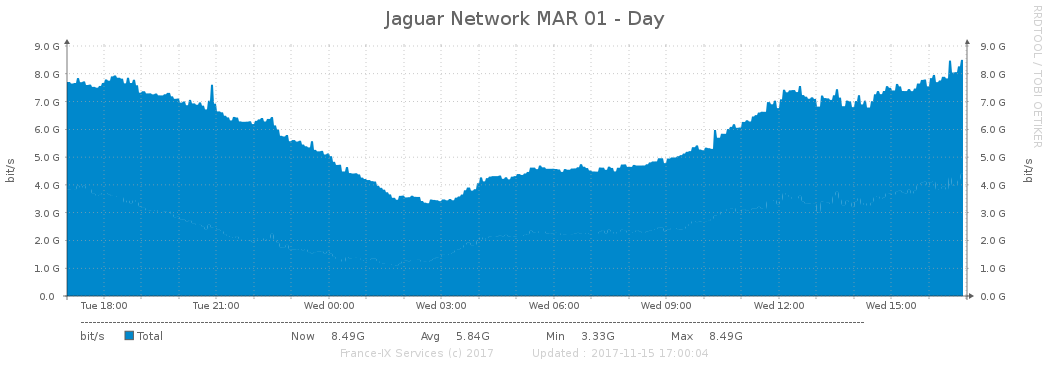 Jaguar Network MAR 01 - Day
RRDTOOL / TOBI OETIKER
bit/s
9.0 G 9.0 G
8.0 G 8.0 G
7.0 G 7.0 G
6.0 G 6.0 G
5.0 G 5.0 G
4.0 G 4.0 G
3.0 G 3.0 G
2.0 G 2.0 G
1.0 G 1.0 G
0.0 0.0 G
bit/s
Tue 18:00 Tue 21:00 Wed 00:00 Wed 03:00 Wed 06:00 Wed 09:00 Wed 12:00 Wed 15:00
bit/s Total Now 8.49G Avg 5.84G Min 3.33G Max 8.49G
France-IX Services (c) 2017 Updated : 2017-11-15 17:00:04